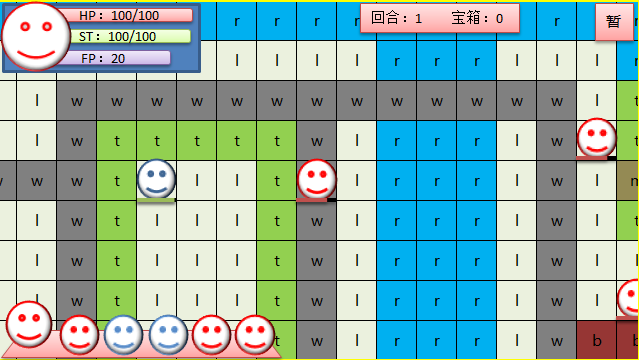 HP：100/100 r r r r 回合：1 宝箱：0 r 暂
ST：100/100
FP：20 l l l l r r r l l l
l w w w w w w w w w w w w w l t
l w t t t t t w l r r r l w t
w w w t l l t l r r r l w l m
l w t l l l t w l r r r l w l l
l w t l l l t w l r r r l w l l
l w t l l l t w l r r r l w l
t w l r r r l w b b